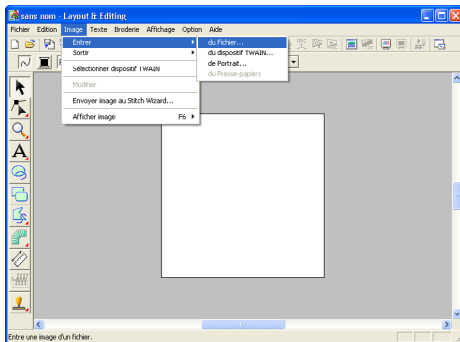 sans nom - Layout & Editing
Fichier Edition Image Texte Broderie Affichage Option Aide
Entrer
du Fichier...
Sortir
du dispositif TWAIN...
Sélectionner dispositif TWAIN
de Portrait...
du Presse-papiers
Modifier
Envoyer image au Stitch Wizard...
Afficher image F6
A
Entre une image d'un fichier.